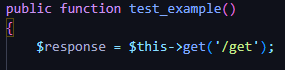 public function test_example()
{
$response = $this->get('/get');